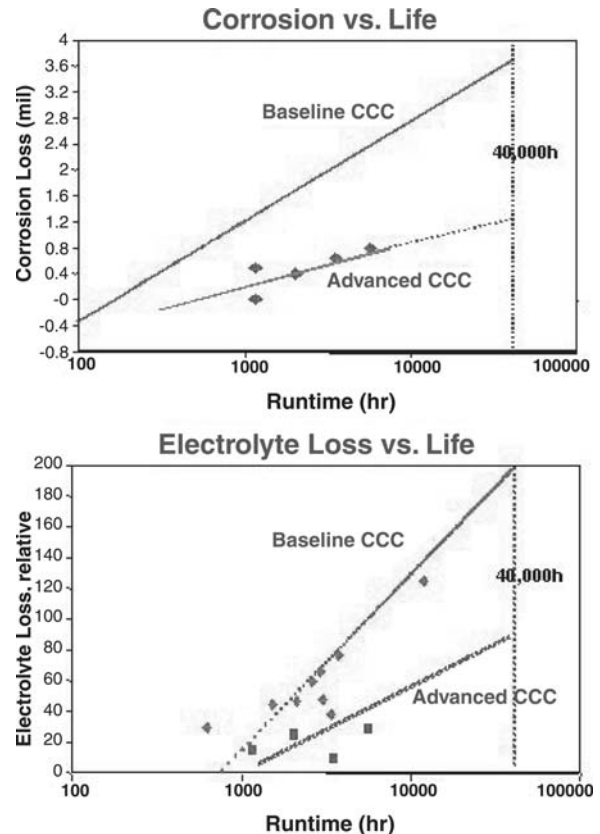 Corrosion vs. Life
Corrosion Loss (mil)
4
3.6
3.2
2.8
2.4
2
1.6
1.2
0.8
0.4
-0
-0.4
-0.8
Baseline CCC
40,000h
Advanced CCC
100
1000
10000
100000
Runtime (hr)
Electrolyte Loss vs. Life
Electrolyte Loss, relative
200
180
160
140
120
100
80
60
40
20
0
Baseline CCC
40,000h
Advanced CCC
100
1000
10000
100000
Runtime (hr)